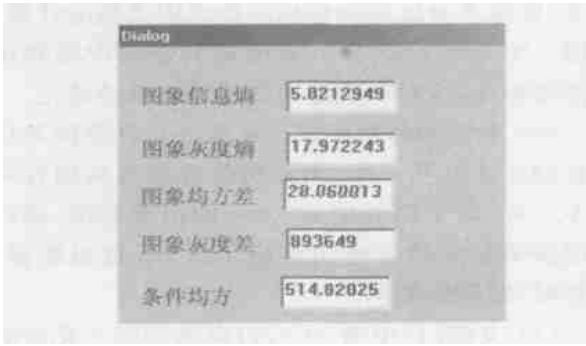 Dialog
图象信息熵 5.8212949
图象灰度熵 17.972243
图象均方差 28.060013
图象灰度差 893649
条件均方 514.82025